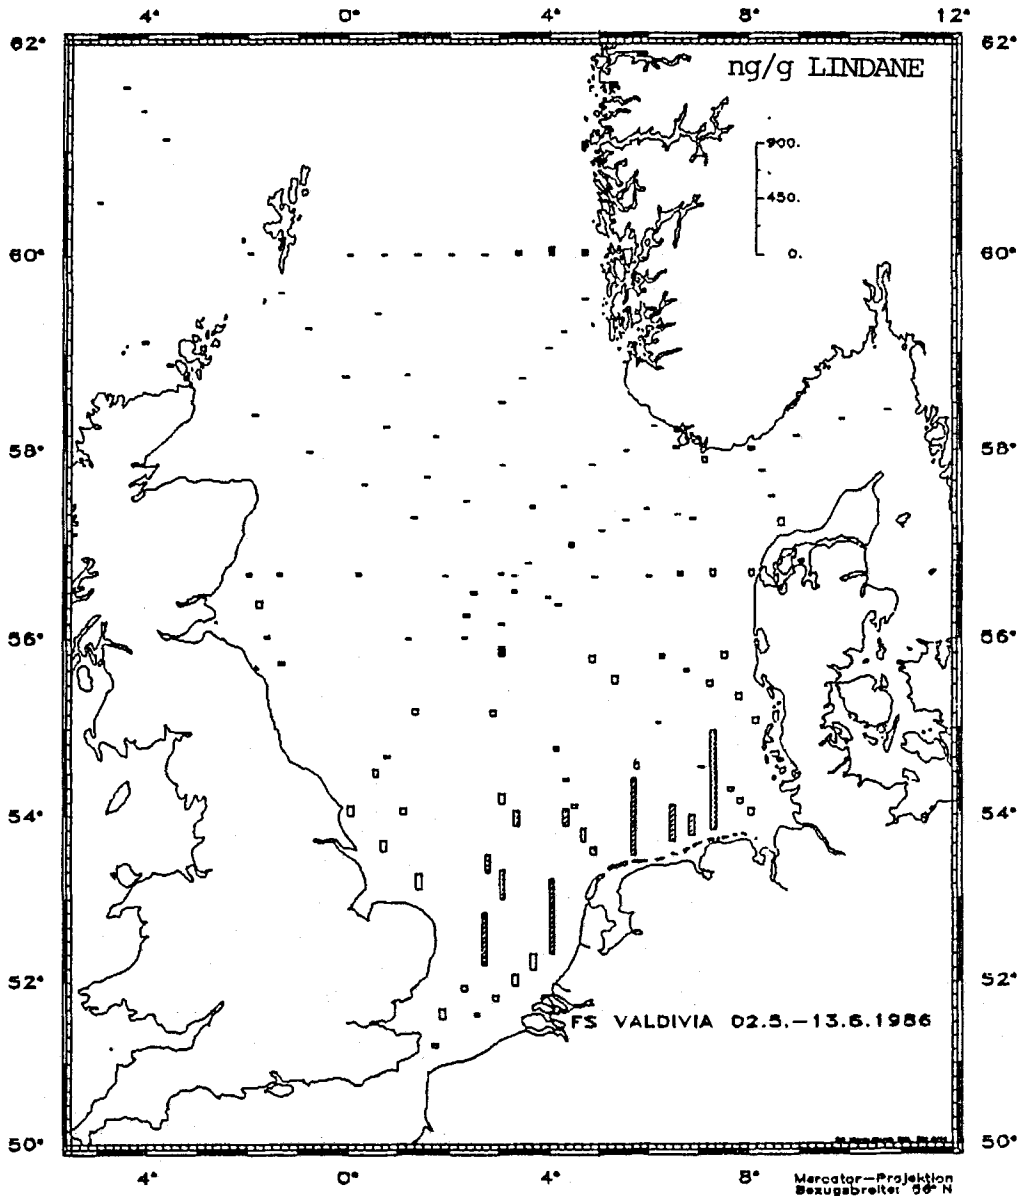 4° 0° 4° 8° 12°
62° 62°
ng/g LINDANE
900.
450.
0.
60° 60°
58° 58°
56° 56°
54° 54°
52° 52°
FS VALDIVIA 02.5.–13.6.1986
50° 50°
4° 0° 4° 8°
Mercator–Projektion
Bezugsbreite: 56° N